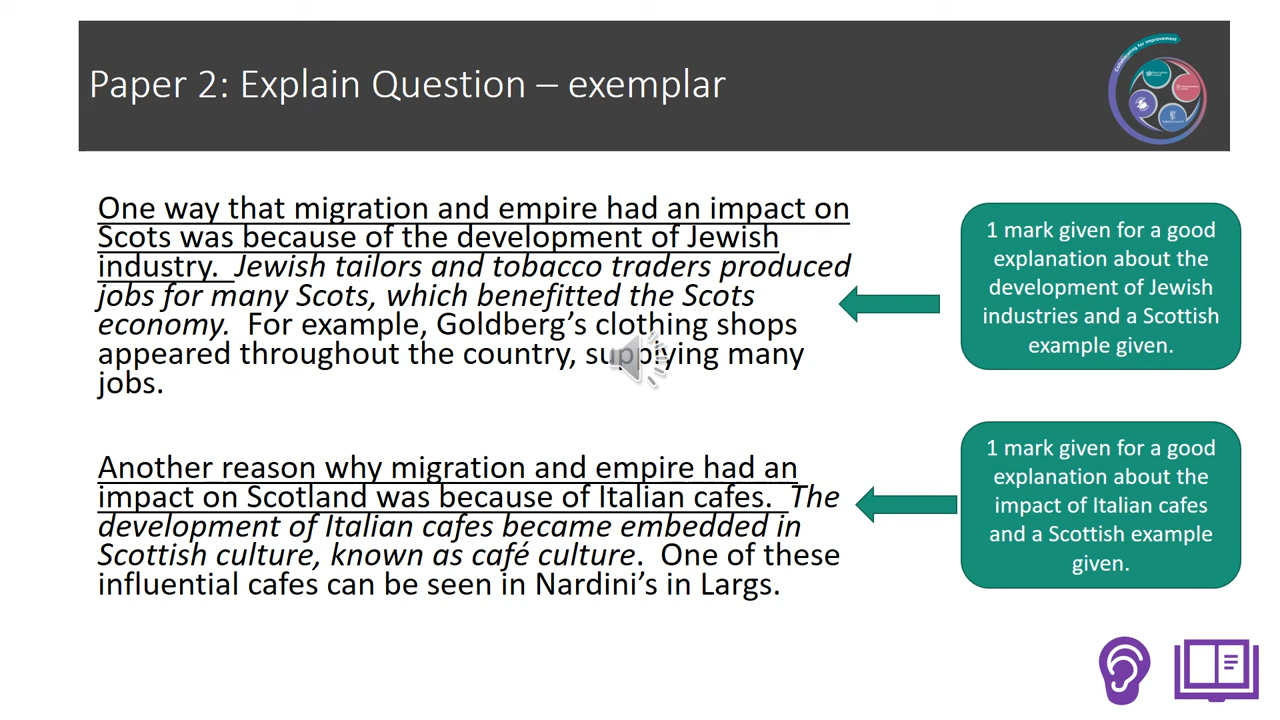 Paper 2: Explain Question – exemplar
Collaborating for Improvement
One way that migration and empire had an impact on
Scots was because of the development of Jewish
industry. Jewish tailors and tobacco traders produced
jobs for many Scots, which benefitted the Scots
economy. For example, Goldberg’s clothing shops
appeared throughout the country, supplying many
jobs.
1 mark given for a good
explanation about the
development of Jewish
industries and a Scottish
example given.
Another reason why migration and empire had an
impact on Scotland was because of Italian cafes. The
development of Italian cafes became embedded in
Scottish culture, known as café culture. One of these
influential cafes can be seen in Nardini’s in Largs.
1 mark given for a good
explanation about the
impact of Italian cafes
and a Scottish example
given.